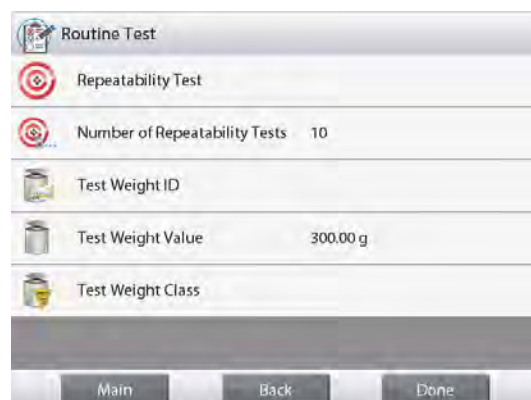 Routine Test
Repeatability Test
Number of Repeatability Tests 10
Test Weight ID
Test Weight Value 300.00 g
Test Weight Class
Main Back Done